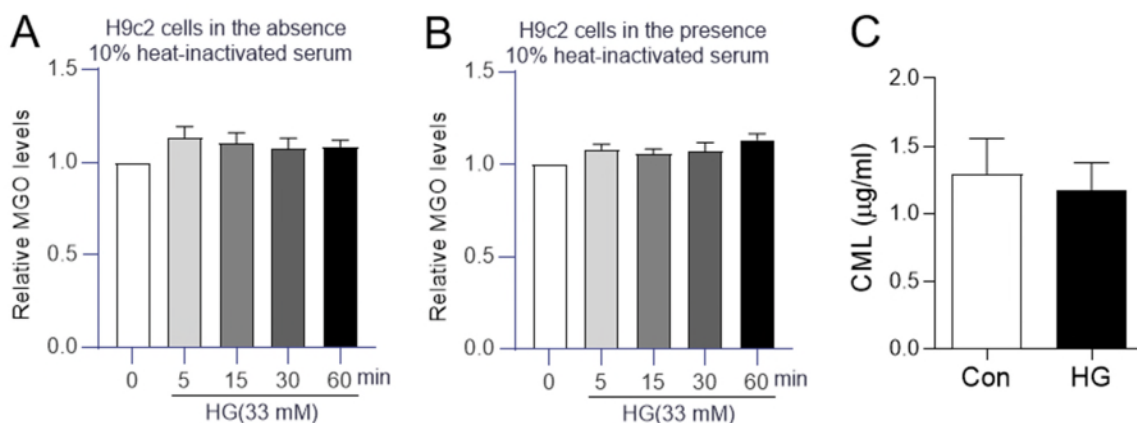 A
H9c2 cells in the absence
10% heat-inactivated serum
Relative MGO levels
1.5
1.0
0.5
0.0
0 5 15 30 60 min
HG(33 mM)
B
H9c2 cells in the presence
10% heat-inactivated serum
Relative MGO levels
1.5
1.0
0.5
0.0
0 5 15 30 60 min
HG(33 mM)
C
CML (μg/ml)
2.0
1.5
1.0
0.5
0.0
Con HG